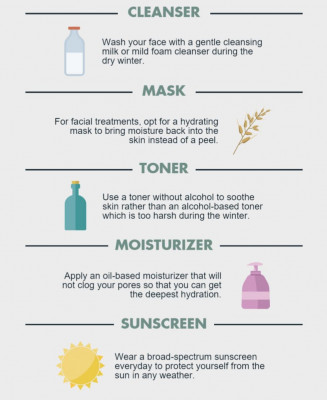 CLEANSER
Wash your face with a gentle cleansing
milk or mild foam cleanser during the
dry winter.
MASK
For facial treatments, opt for a hydrating
mask to bring moisture back into the
skin instead of a peel.
TONER
Use a toner without alcohol to soothe
skin rather than an alcohol-based toner
which is too harsh during the winter.
MOISTURIZER
Apply an oil-based moisturizer that will
not clog your pores so that you can get
the deepest hydration.
SUNSCREEN
Wear a broad-spectrum sunscreen
everyday to protect yourself from the
sun in any weather.